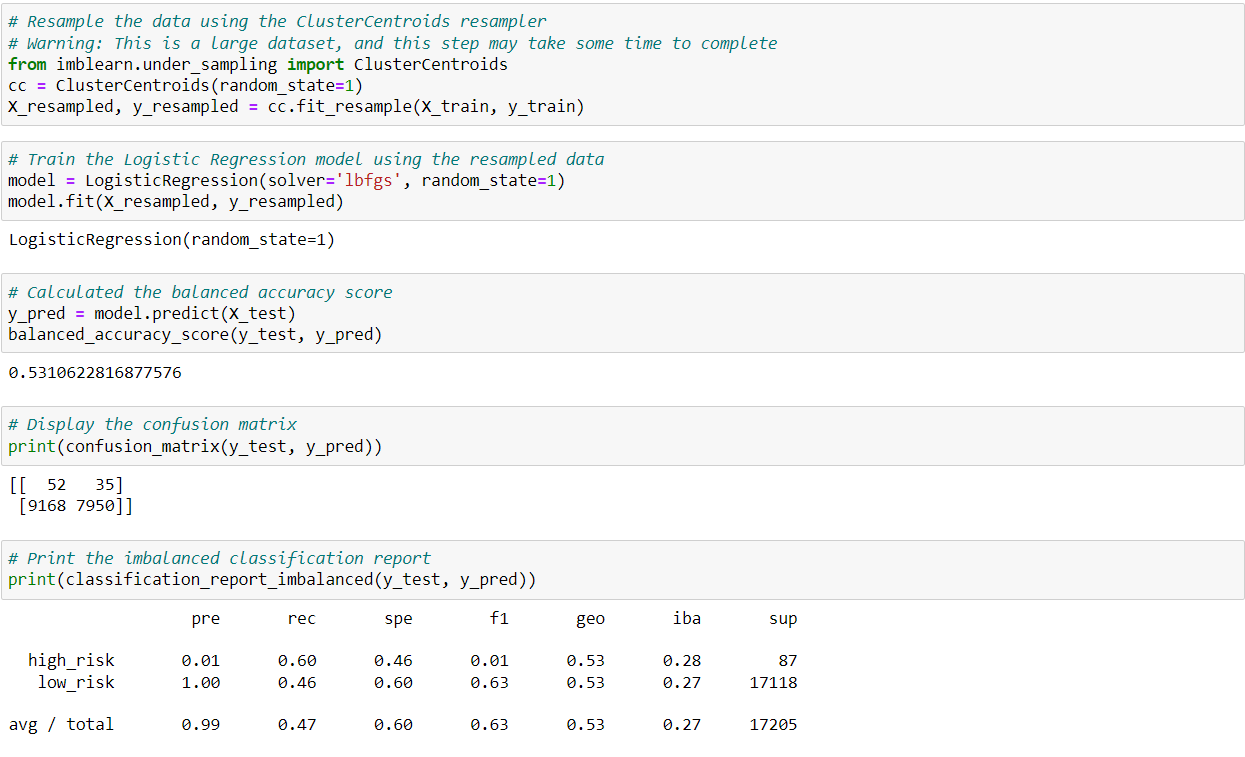 # Resample the data using the ClusterCentroids resampler
# Warning: This is a large dataset, and this step may take some time to complete
from imblearn.under_sampling import ClusterCentroids
cc = ClusterCentroids(random_state=1)
X_resampled, y_resampled = cc.fit_resample(X_train, y_train)
# Train the Logistic Regression model using the resampled data
model = LogisticRegression(solver='lbfgs', random_state=1)
model.fit(X_resampled, y_resampled)
LogisticRegression(random_state=1)
# Calculated the balanced accuracy score
y_pred = model.predict(X_test)
balanced_accuracy_score(y_test, y_pred)
0.5310622816877576
# Display the confusion matrix
print(confusion_matrix(y_test, y_pred))
[[  52   35]
 [9168 7950]]
# Print the imbalanced classification report
print(classification_report_imbalanced(y_test, y_pred))
pre rec spe f1 geo iba sup
high_risk 0.01 0.60 0.46 0.01 0.53 0.28 87
low_risk 1.00 0.46 0.60 0.63 0.53 0.27 17118
avg / total 0.99 0.47 0.60 0.63 0.53 0.27 17205